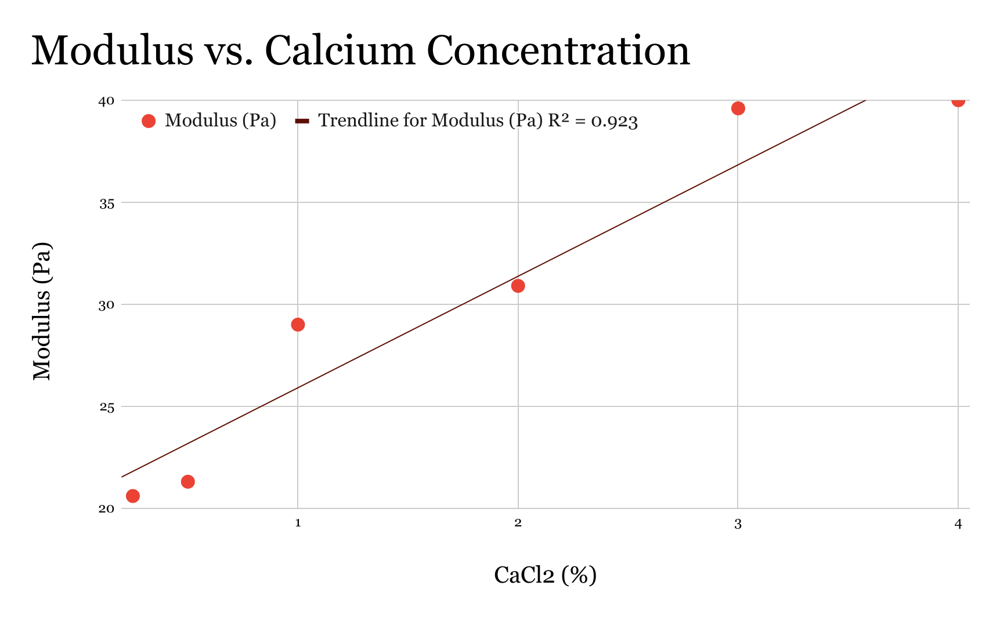 Modulus vs. Calcium Concentration
40
Modulus (Pa) Trendline for Modulus (Pa) R² = 0.923
35
30
25
20
Modulus (Pa)
1 2 3 4
CaCl2 (%)